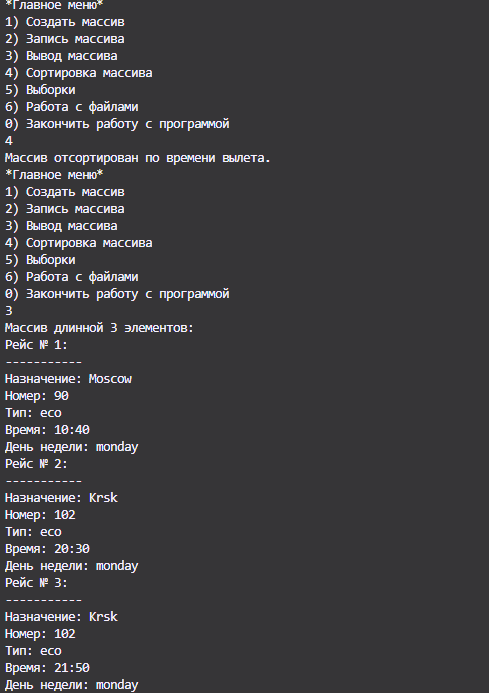 *Главное меню*
1) Создать массив
2) Запись массива
3) Вывод массива
4) Сортировка массива
5) Выборки
6) Работа с файлами
0) Закончить работу с программой
4
Массив отсортирован по времени вылета.
*Главное меню*
1) Создать массив
2) Запись массива
3) Вывод массива
4) Сортировка массива
5) Выборки
6) Работа с файлами
0) Закончить работу с программой
3
Массив длинной 3 элементов:
Рейс № 1:
-----------
Назначение: Moscow
Номер: 90
Тип: eco
Время: 10:40
День недели: monday
Рейс № 2:
-----------
Назначение: Krsk
Номер: 102
Тип: eco
Время: 20:30
День недели: monday
Рейс № 3:
-----------
Назначение: Krsk
Номер: 102
Тип: eco
Время: 21:50
День недели: monday